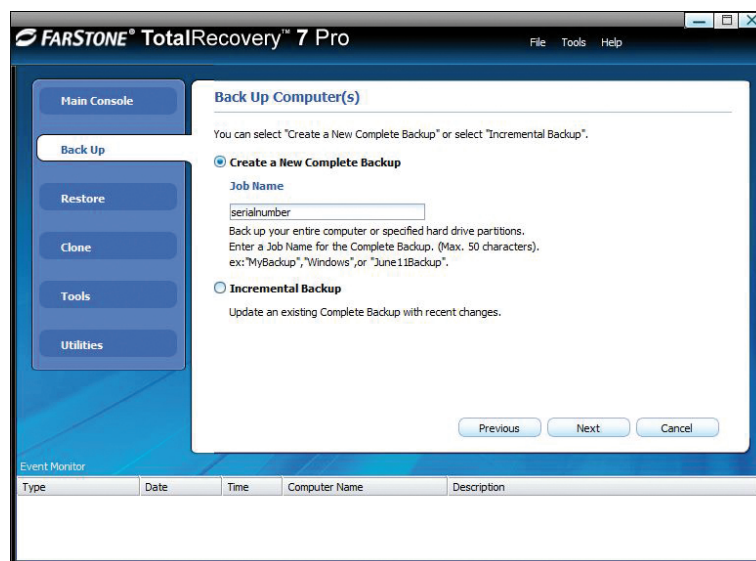 FARSTONE® TotalRecovery™ 7 Pro
File Tools Help
Main Console
Back Up
Restore
Clone
Tools
Utilities
Back Up Computer(s)
You can select "Create a New Complete Backup" or select "Incremental Backup".
Create a New Complete Backup
Job Name
serialnumber
Back up your entire computer or specified hard drive partitions.
Enter a Job Name for the Complete Backup. (Max. 50 characters).
ex:"MyBackup","Windows",or "June11Backup".
Incremental Backup
Update an existing Complete Backup with recent changes.
Previous Next Cancel
Event Monitor
Type Date Time Computer Name Description